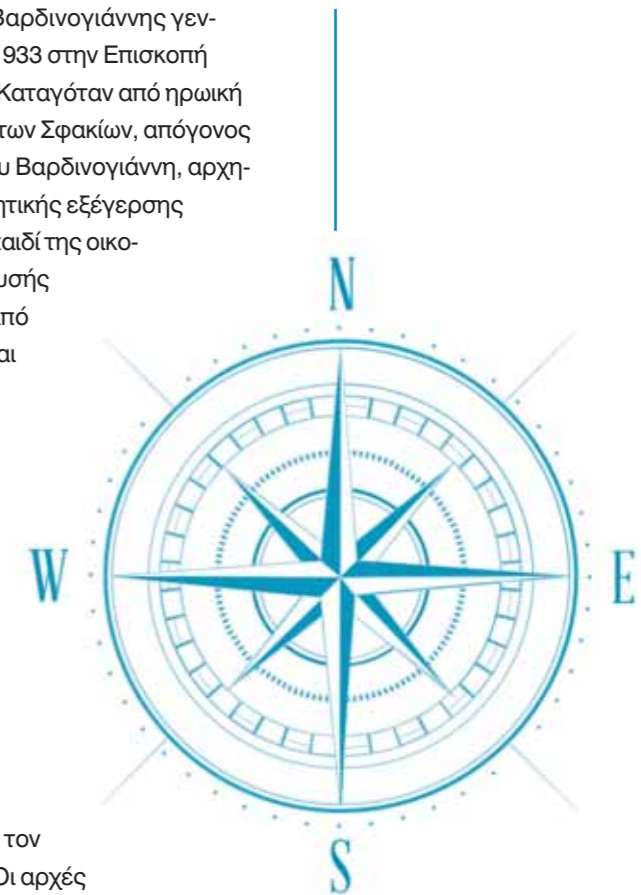 Βαρδινογιάννης γεν-
933 στην Επισκοπή
Καταγόταν από ηρωική
των Σφακίων, απόγονος
υ Βαρδινογιάννη, αρχη-
ητικής εξέγερσης
αιδί της οικο-
υσής
πό
αι
N
W
E
τον
Οι αρχές
S